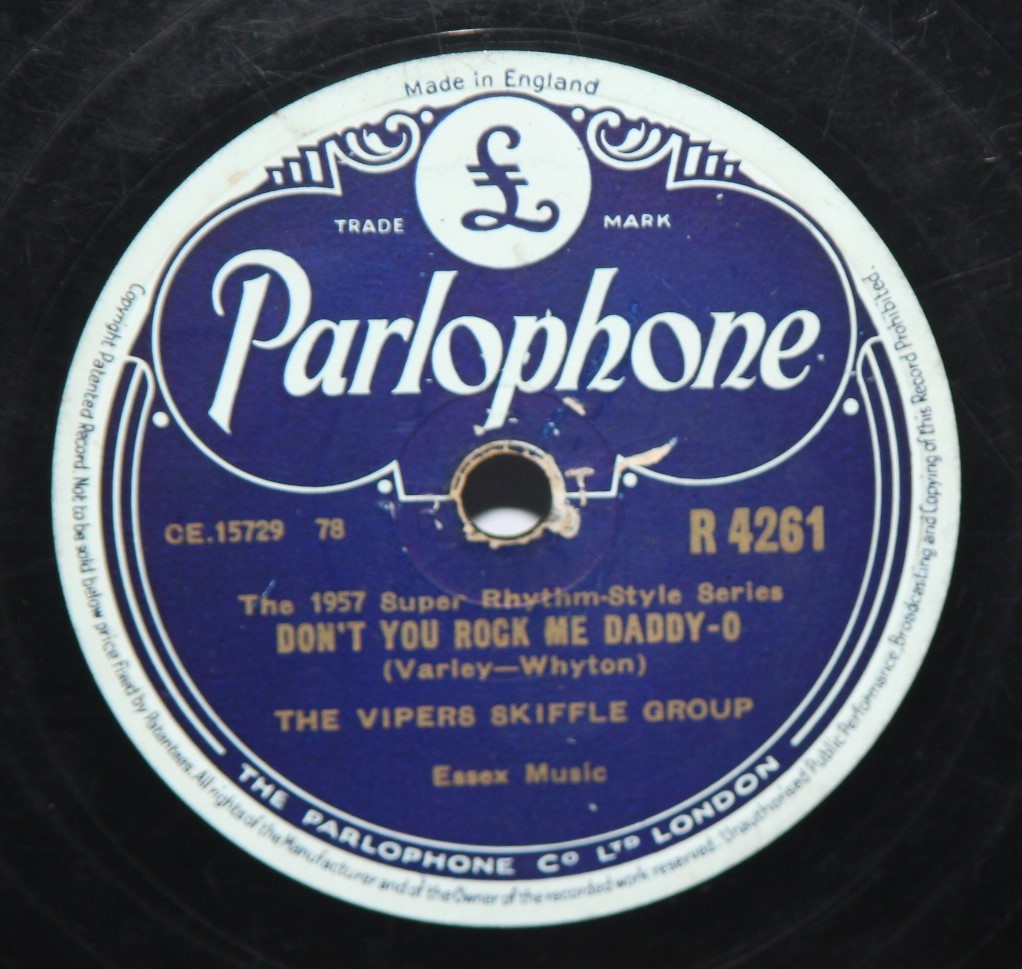 Made in England
£
TRADE MARK
Parlophone
CE.15729 78
R 4261
The 1957 Super Rhythm-Style Series
DON'T YOU ROCK ME DADDY-O
(Varley—Whyton)
THE VIPERS SKIFFLE GROUP
Essex Music
THE PARLOPHONE CO LTD LONDON
Copyright Patented Record. Not to be sold below price fixed by Patentees. All rights of the Manufacturer and of the Owner of the recorded work reserved. Unauthorised Public Performance, Broadcasting and Copying of this Record Prohibited.